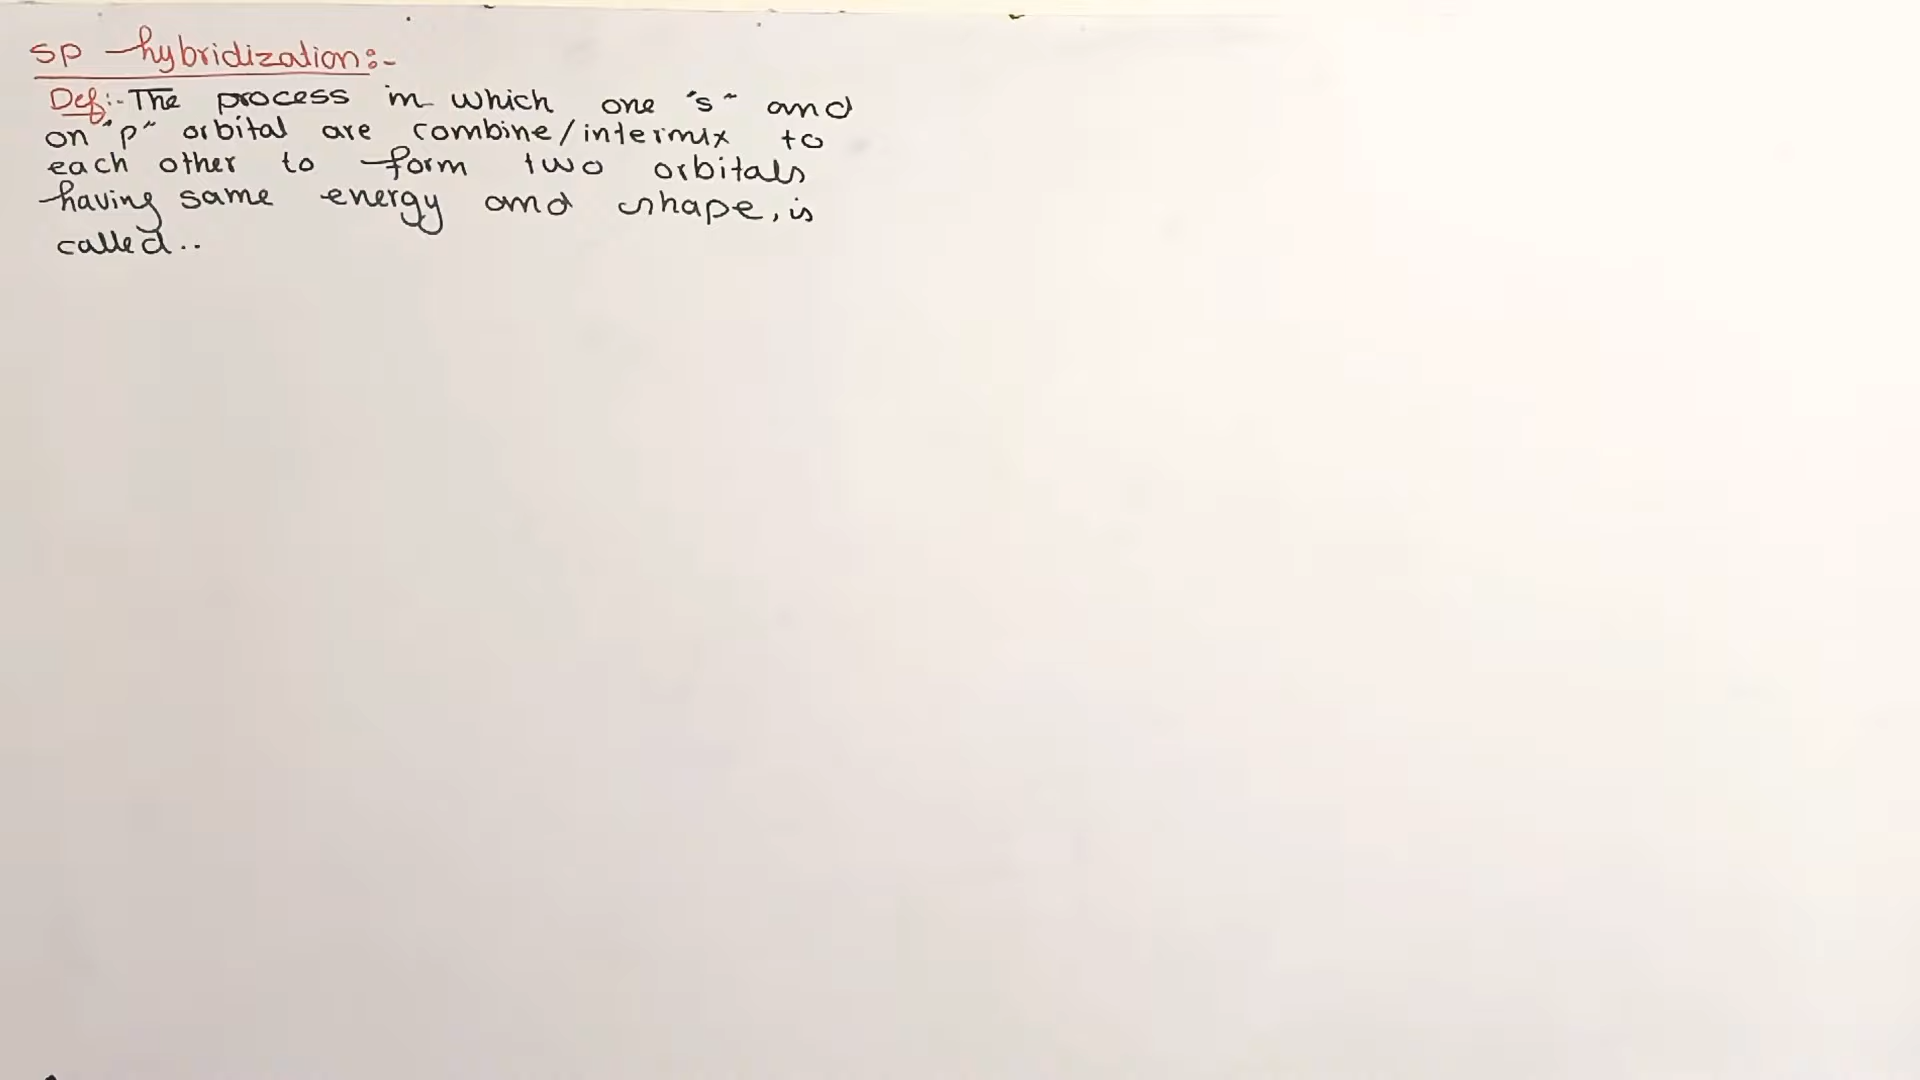 sp hybridization:-
Def:- The process in which one "s" and
on "p" orbital are combine/intermix to
each other to form two orbitals
having same energy and shape, is
called..